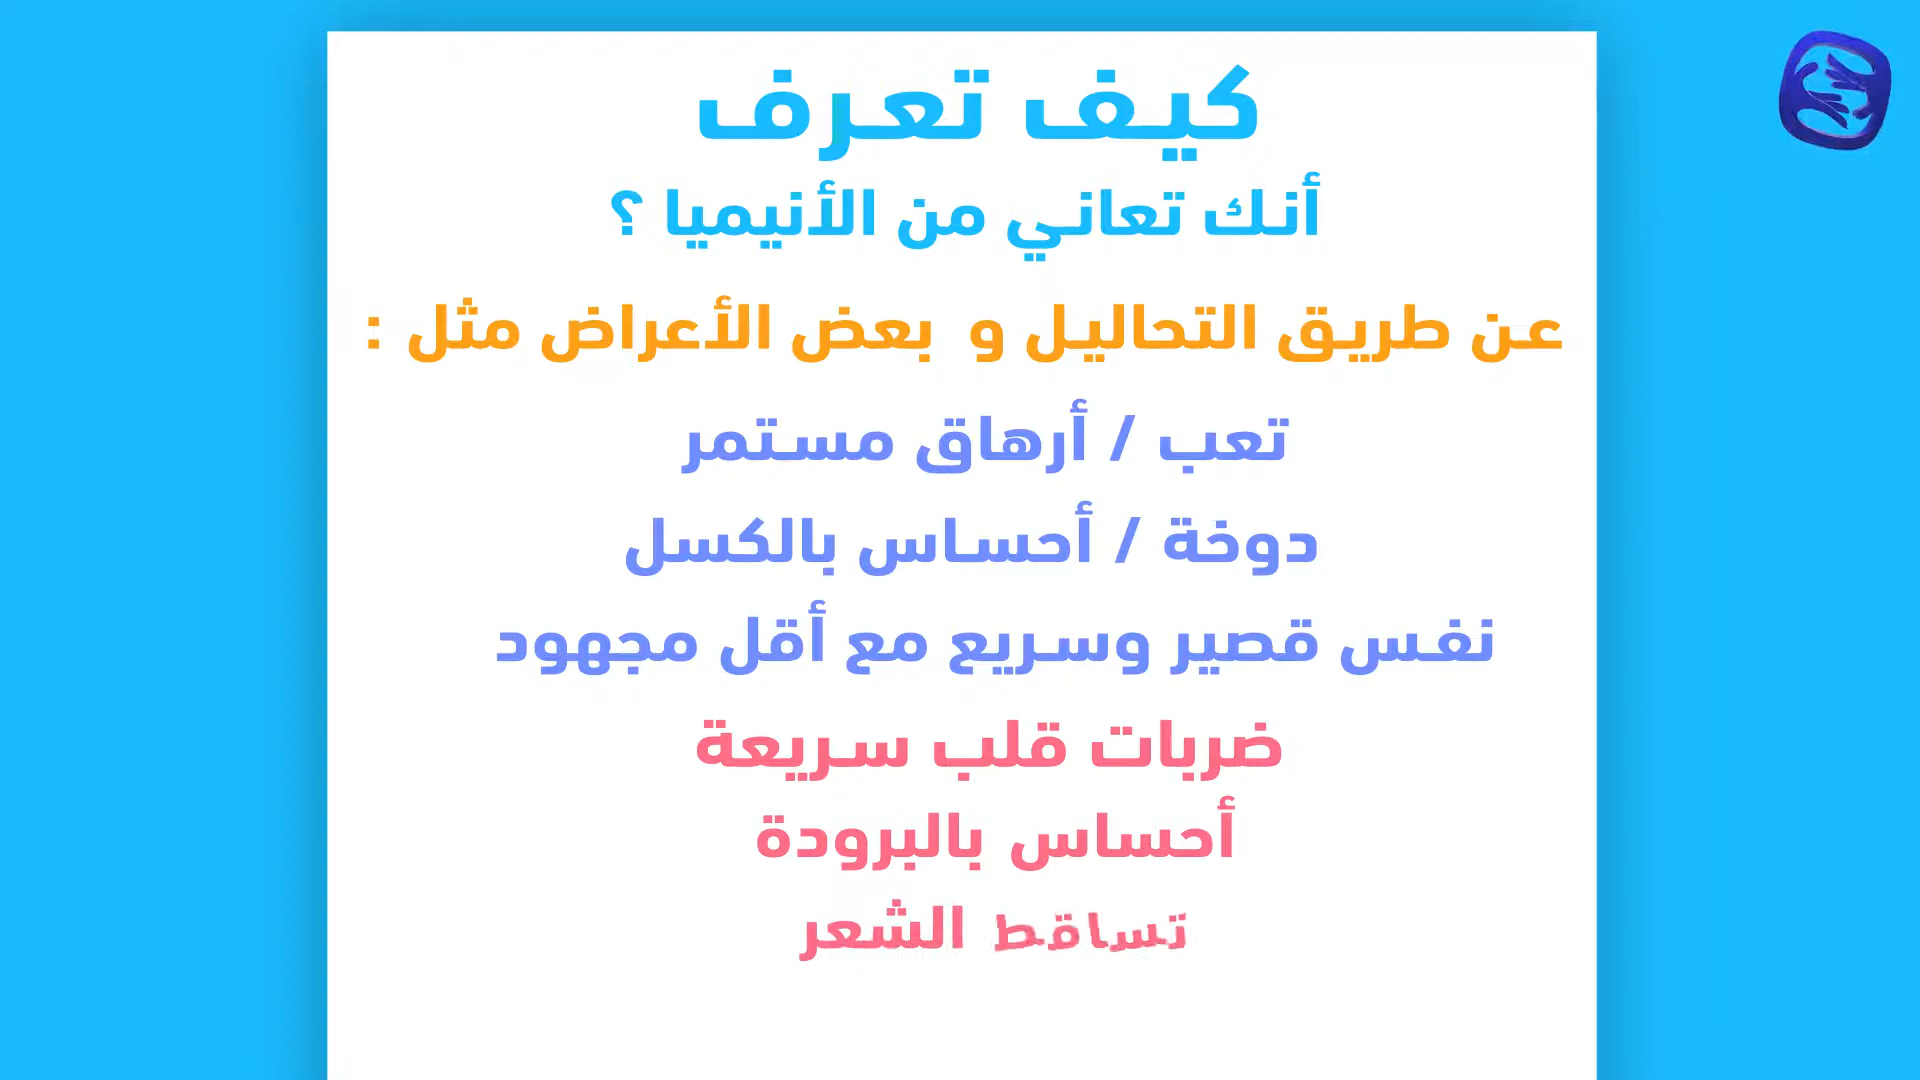 كيف تعرف
أنك تعاني من الأنيميا ؟
عن طريق التحاليل و بعض الأعراض مثل :
تعب / أرهاق مستمر
دوخة / أحساس بالكسل
نفس قصير وسريع مع أقل مجهود
ضربات قلب سريعة
أحساس بالبرودة
تساقط الشعر